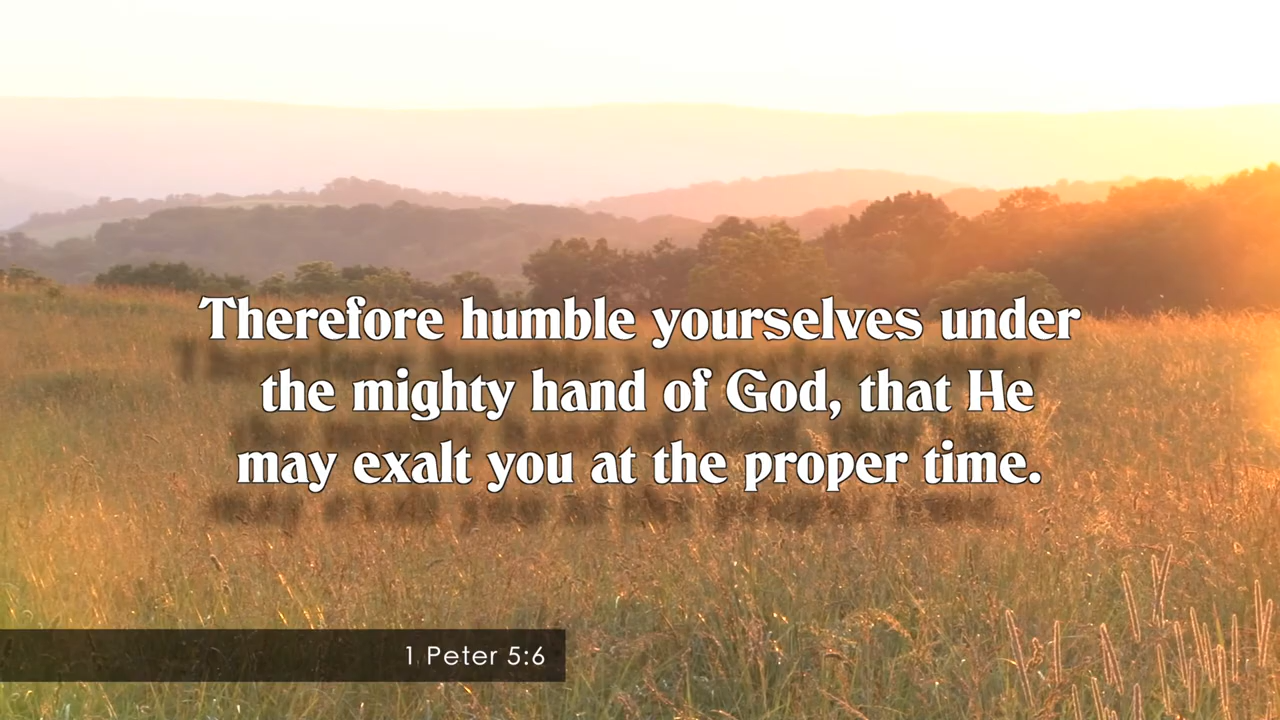 Therefore humble yourselves under
the mighty hand of God, that He
may exalt you at the proper time.
1 Peter 5:6